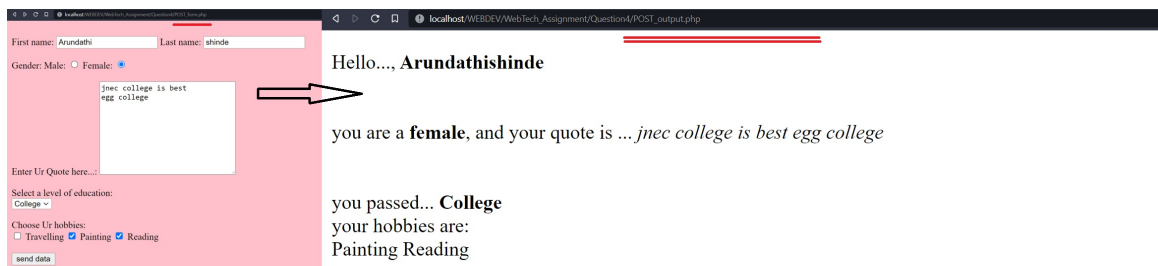 localhost/WEBDEV/WebTech_Assignment/Question4/POST_form.php
First name: Arundathi Last name: shinde
Gender: Male: Female:
jnec college is best
egg college
Enter Ur Quote here...:
Select a level of education:
College
Choose Ur hobbies:
Travelling Painting Reading
send data
localhost/WEBDEV/WebTech_Assignment/Question4/POST_output.php
Hello..., Arundathishinde
you are a female, and your quote is ... jnec college is best egg college
you passed... College
your hobbies are:
Painting Reading